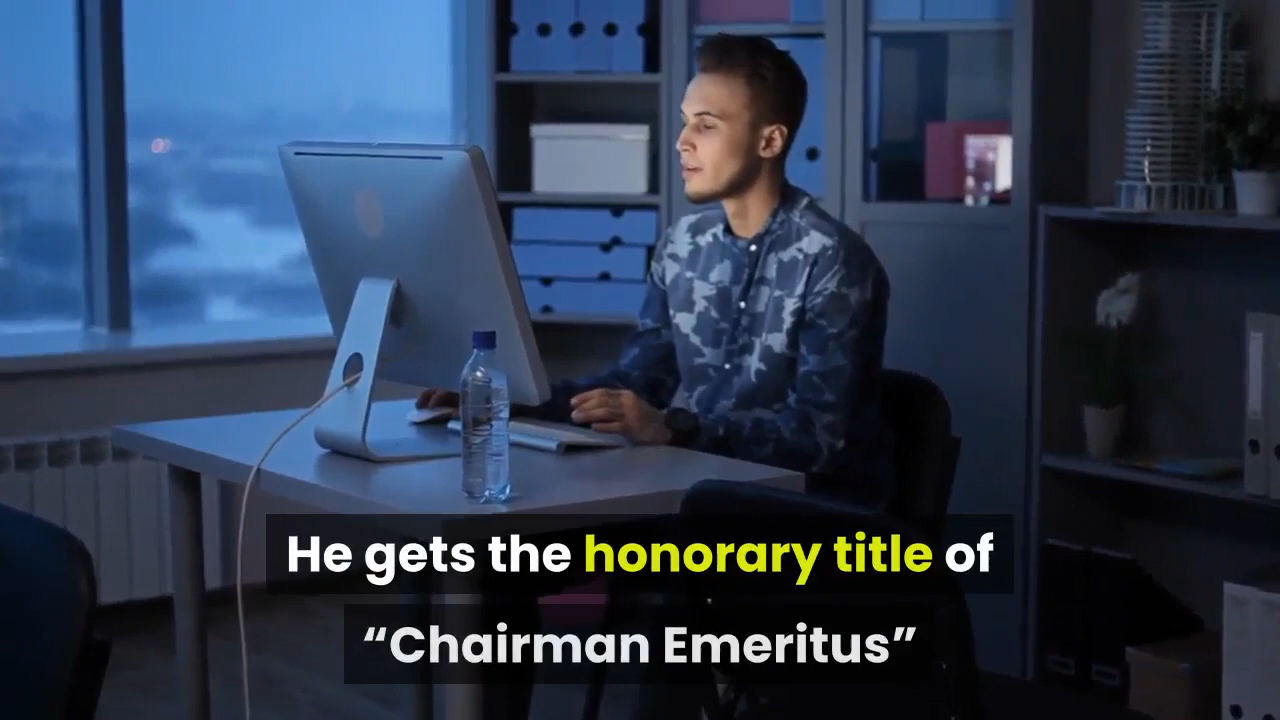 He gets the honorary title of
“Chairman Emeritus”